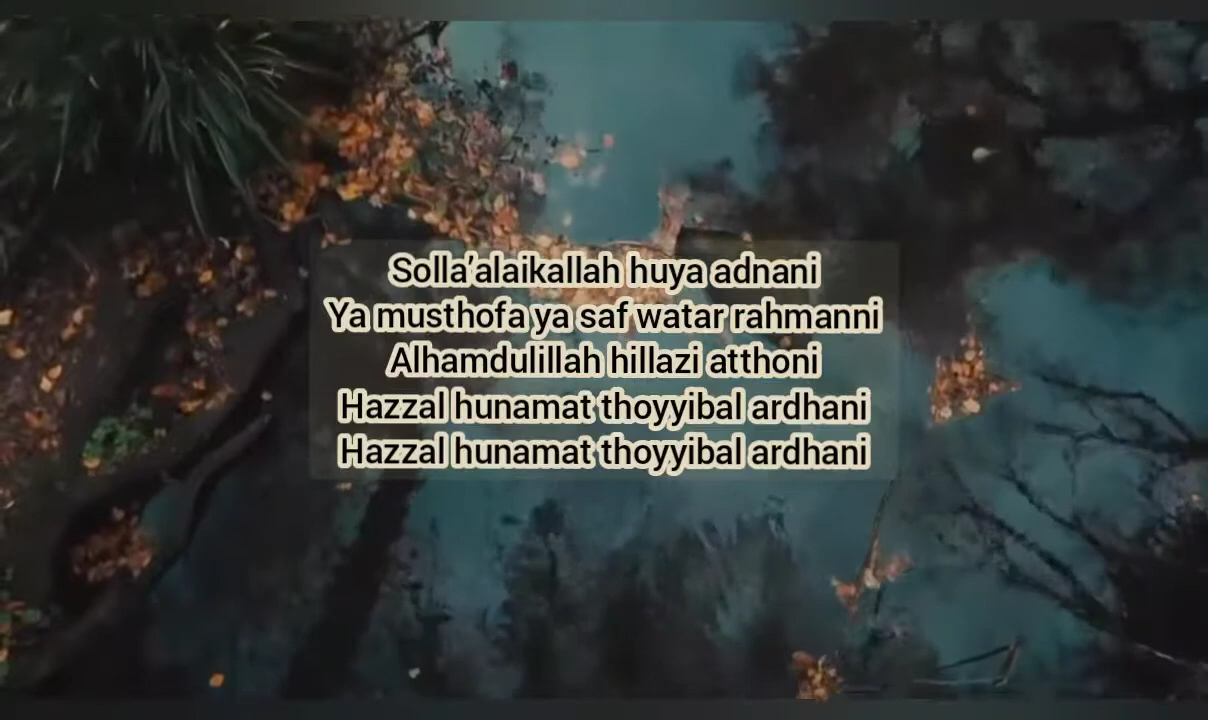 Solla'alaikallah huya adnani
Ya musthofa ya saf watar rahmanni
Alhamdulillah hillazi atthoni
Hazzal hunamat thoyyibal ardhani
Hazzal hunamat thoyyibal ardhani